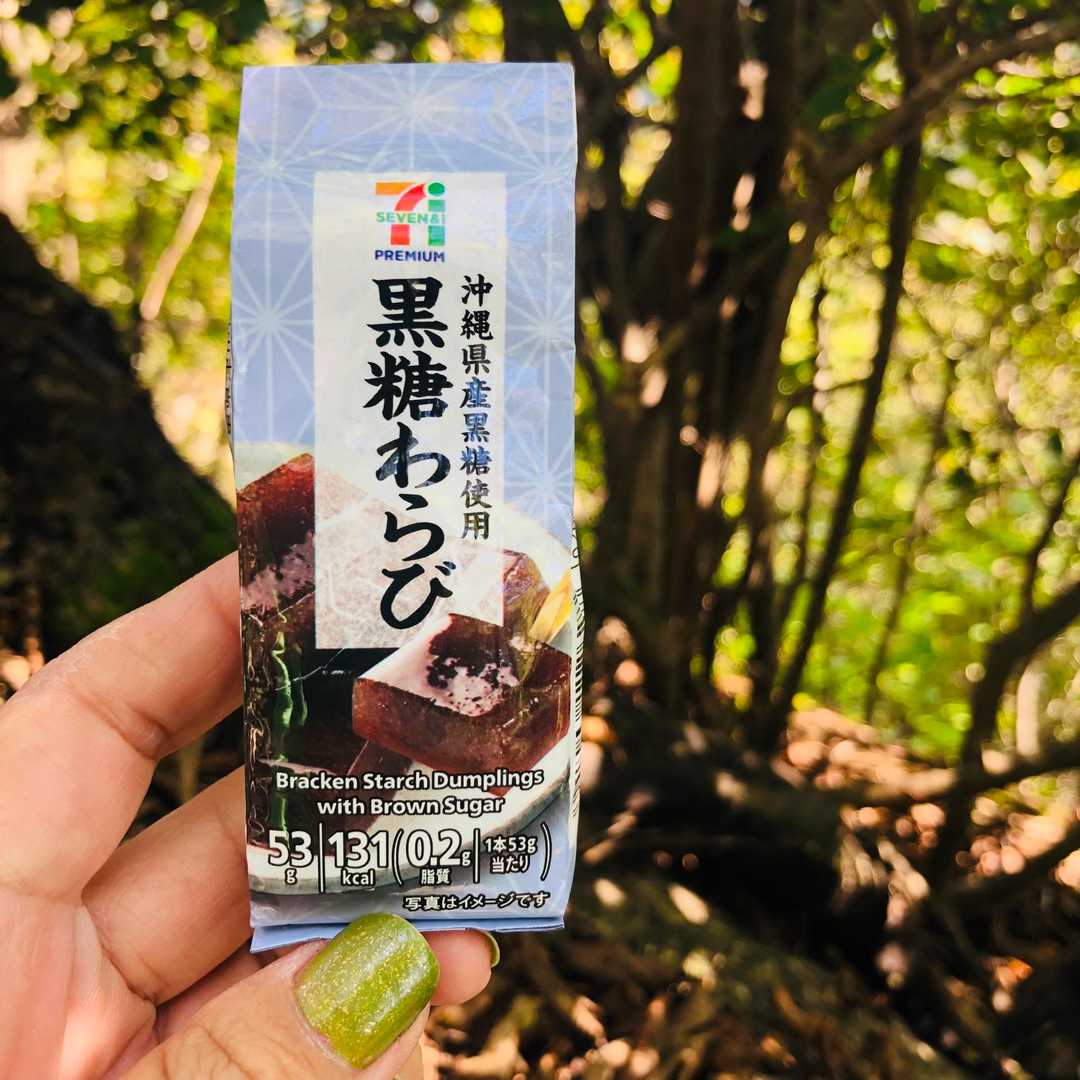 7i
SEVEN&i
PREMIUM
沖縄県産黒糖使用
黒糖わらび
Bracken Starch Dumplings
with Brown Sugar
53g 131kcal (0.2g 脂質 1本53g当たり)
写真はイメージです